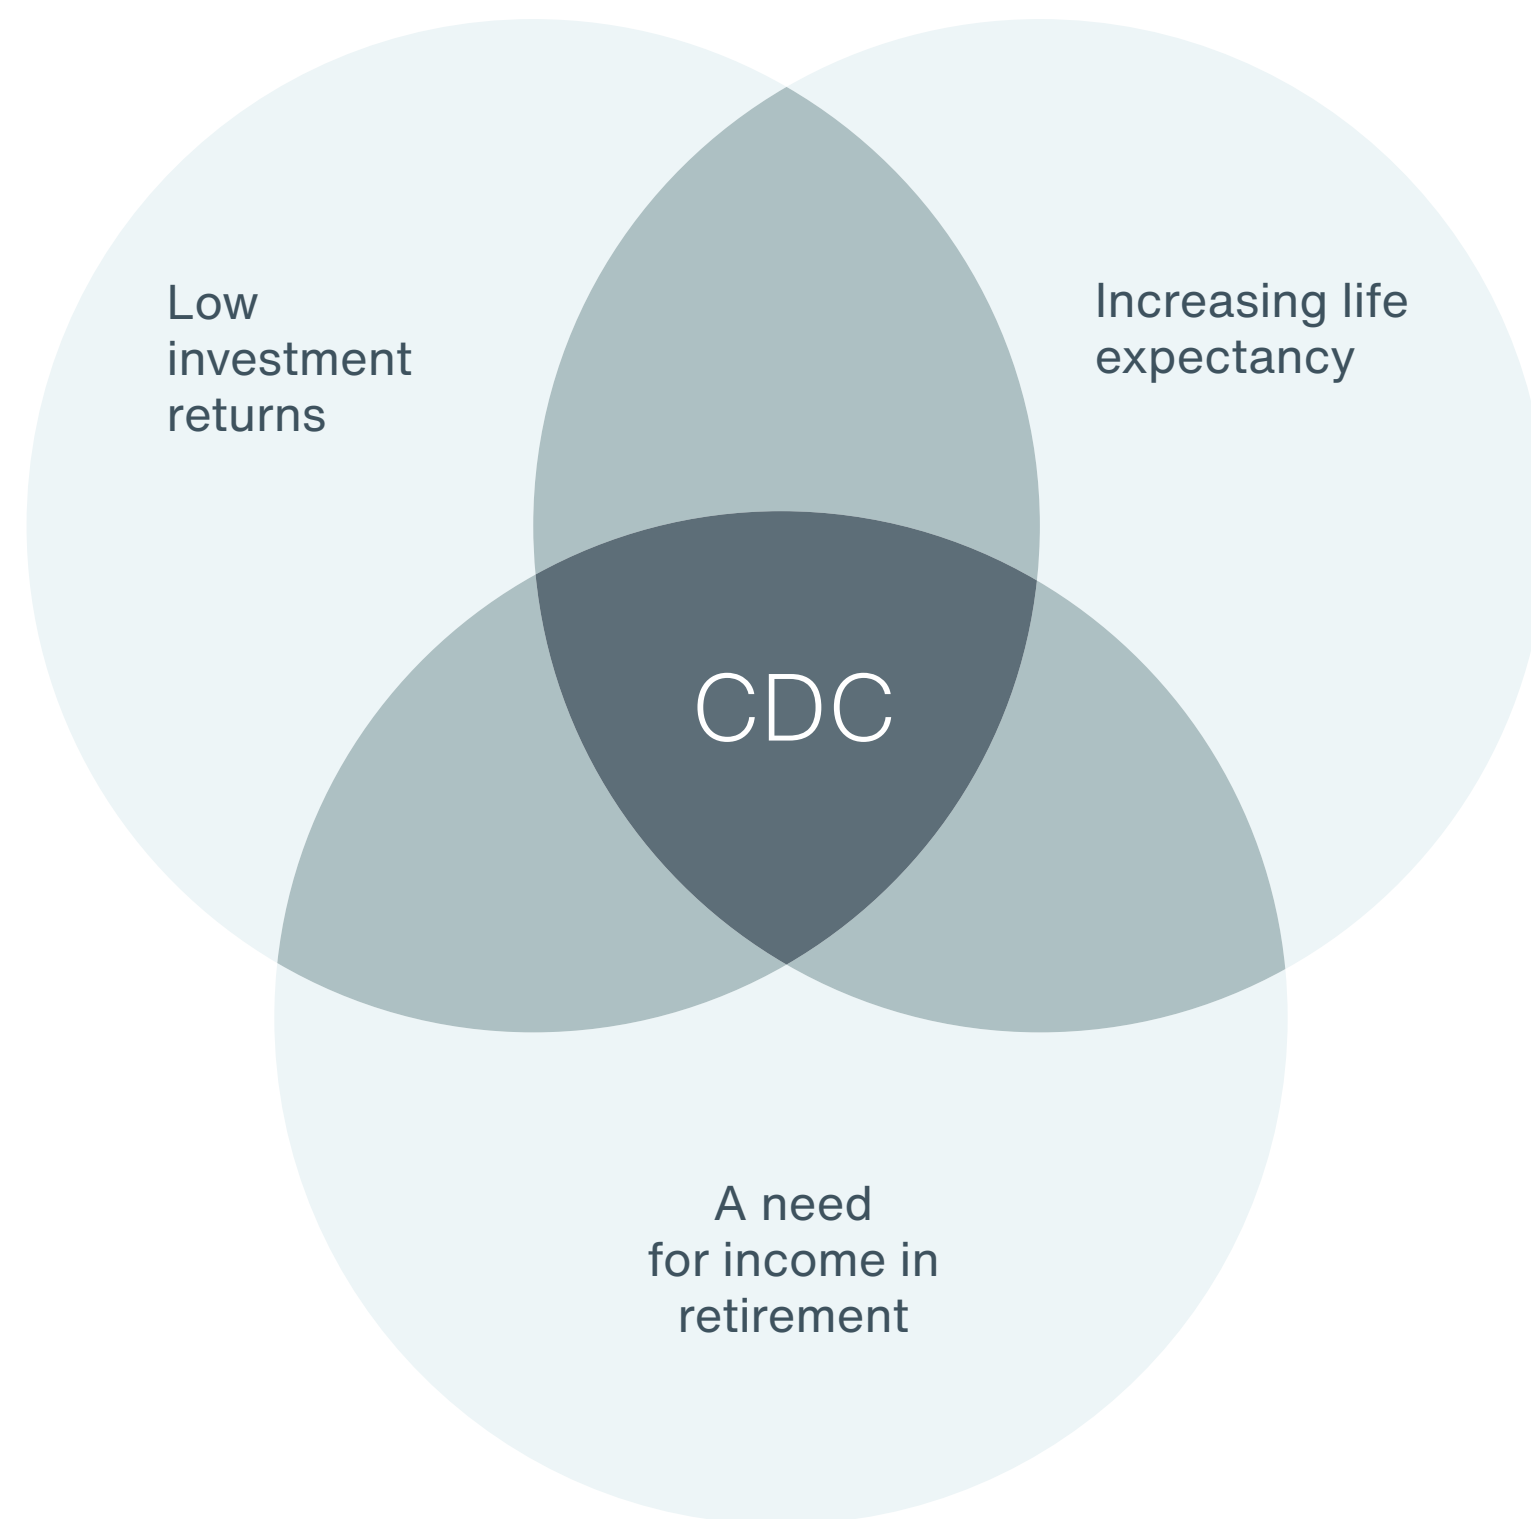 Low
investment
returns
Increasing life
expectancy
CDC
A need
for income in
retirement